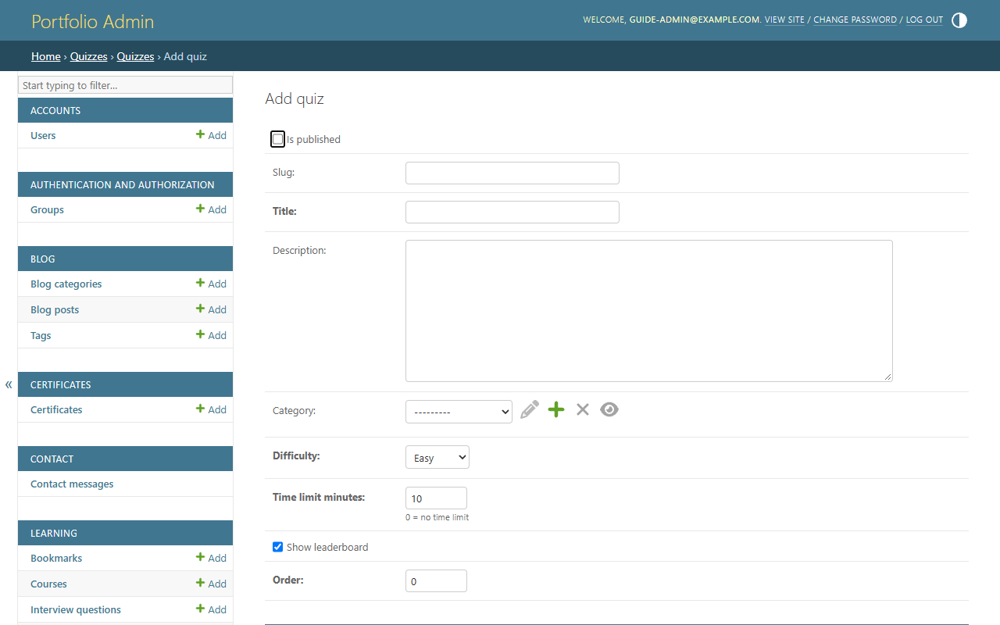 Portfolio Admin
WELCOME, GUIDE-ADMIN@EXAMPLE.COM. VIEW SITE / CHANGE PASSWORD / LOG OUT
Home › Quizzes › Quizzes › Add quiz
Start typing to filter...
ACCOUNTS
Users Add
AUTHENTICATION AND AUTHORIZATION
Groups Add
BLOG
Blog categories Add
Blog posts Add
Tags Add
«
CERTIFICATES
Certificates Add
CONTACT
Contact messages
LEARNING
Bookmarks Add
Courses Add
Interview questions Add
Add quiz
Is published
Slug:
Title:
Description:
Category: ---------
Difficulty: Easy
Time limit minutes: 10
0 = no time limit
Show leaderboard
Order: 0